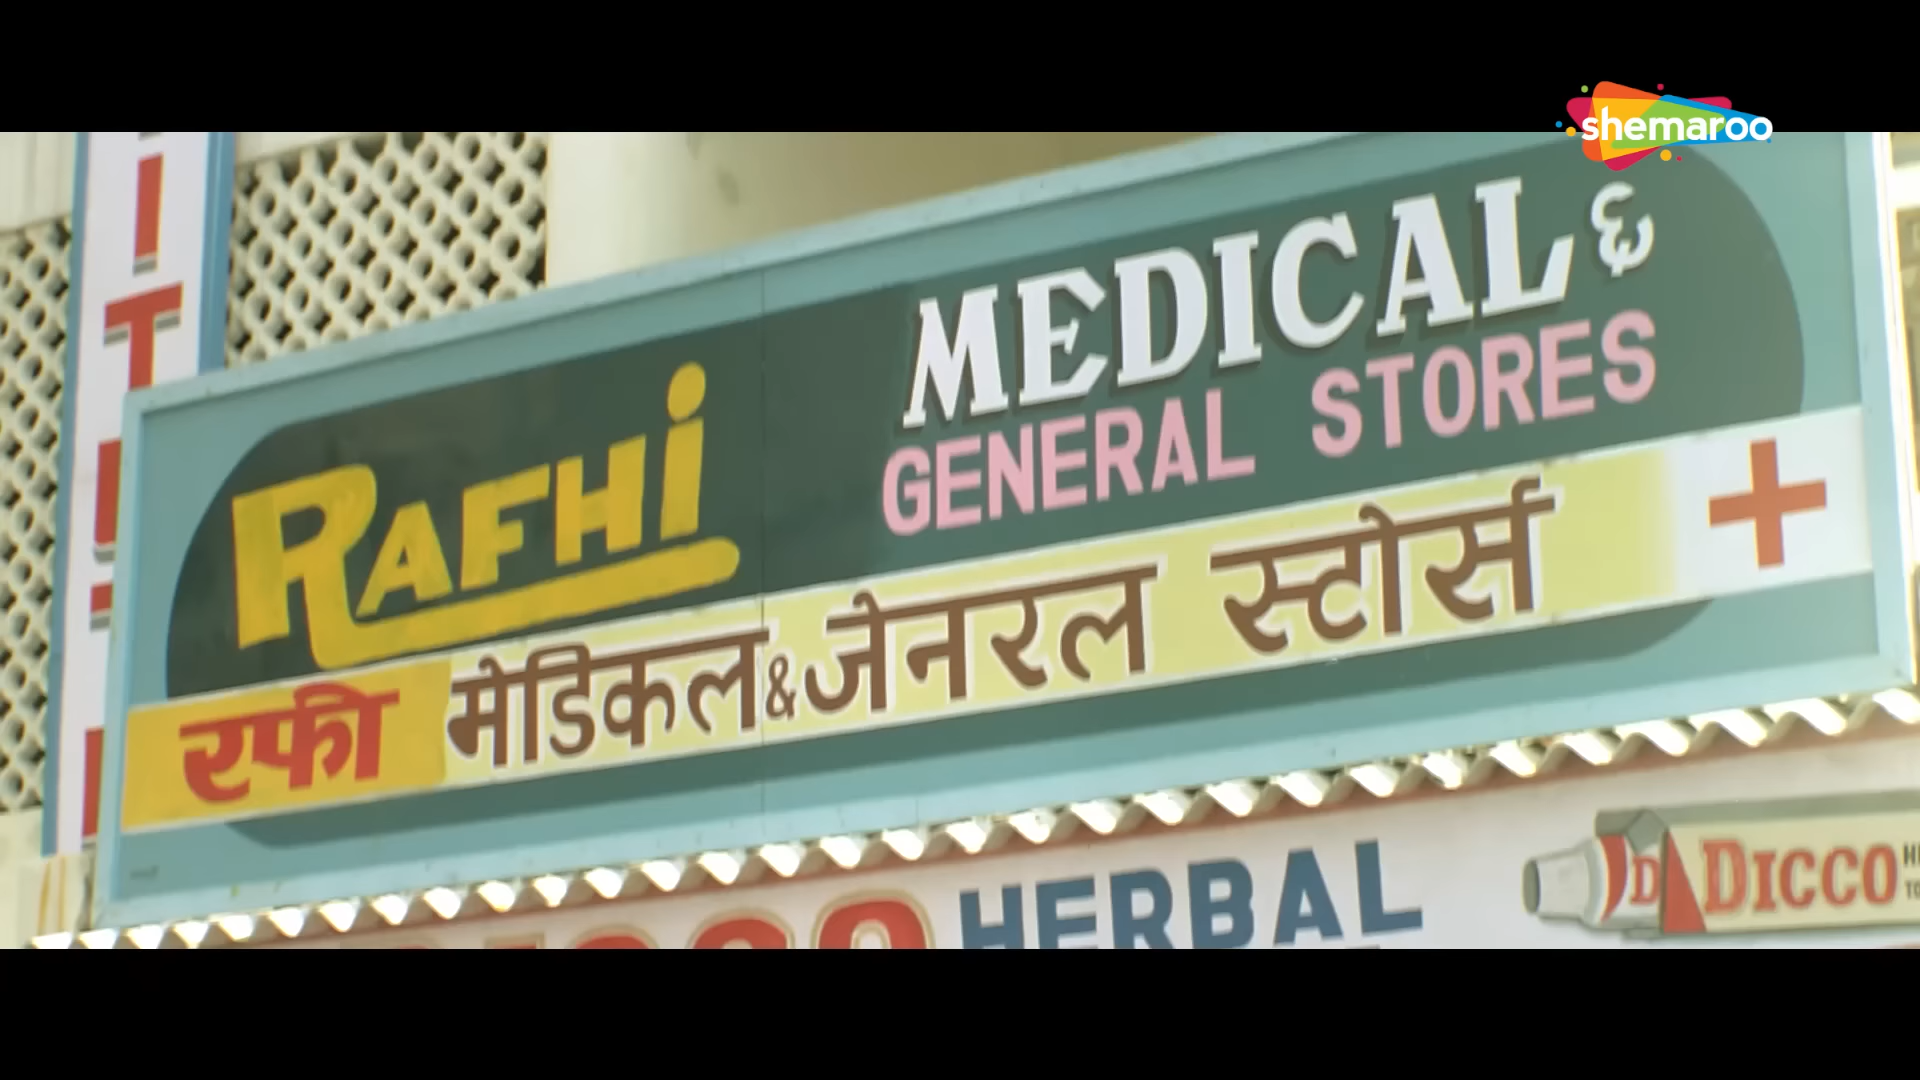 shemaroo
RAFHi
MEDICAL &
GENERAL STORES
रफी मेडिकल & जेनरल स्टोर्स
HERBAL
DICCO